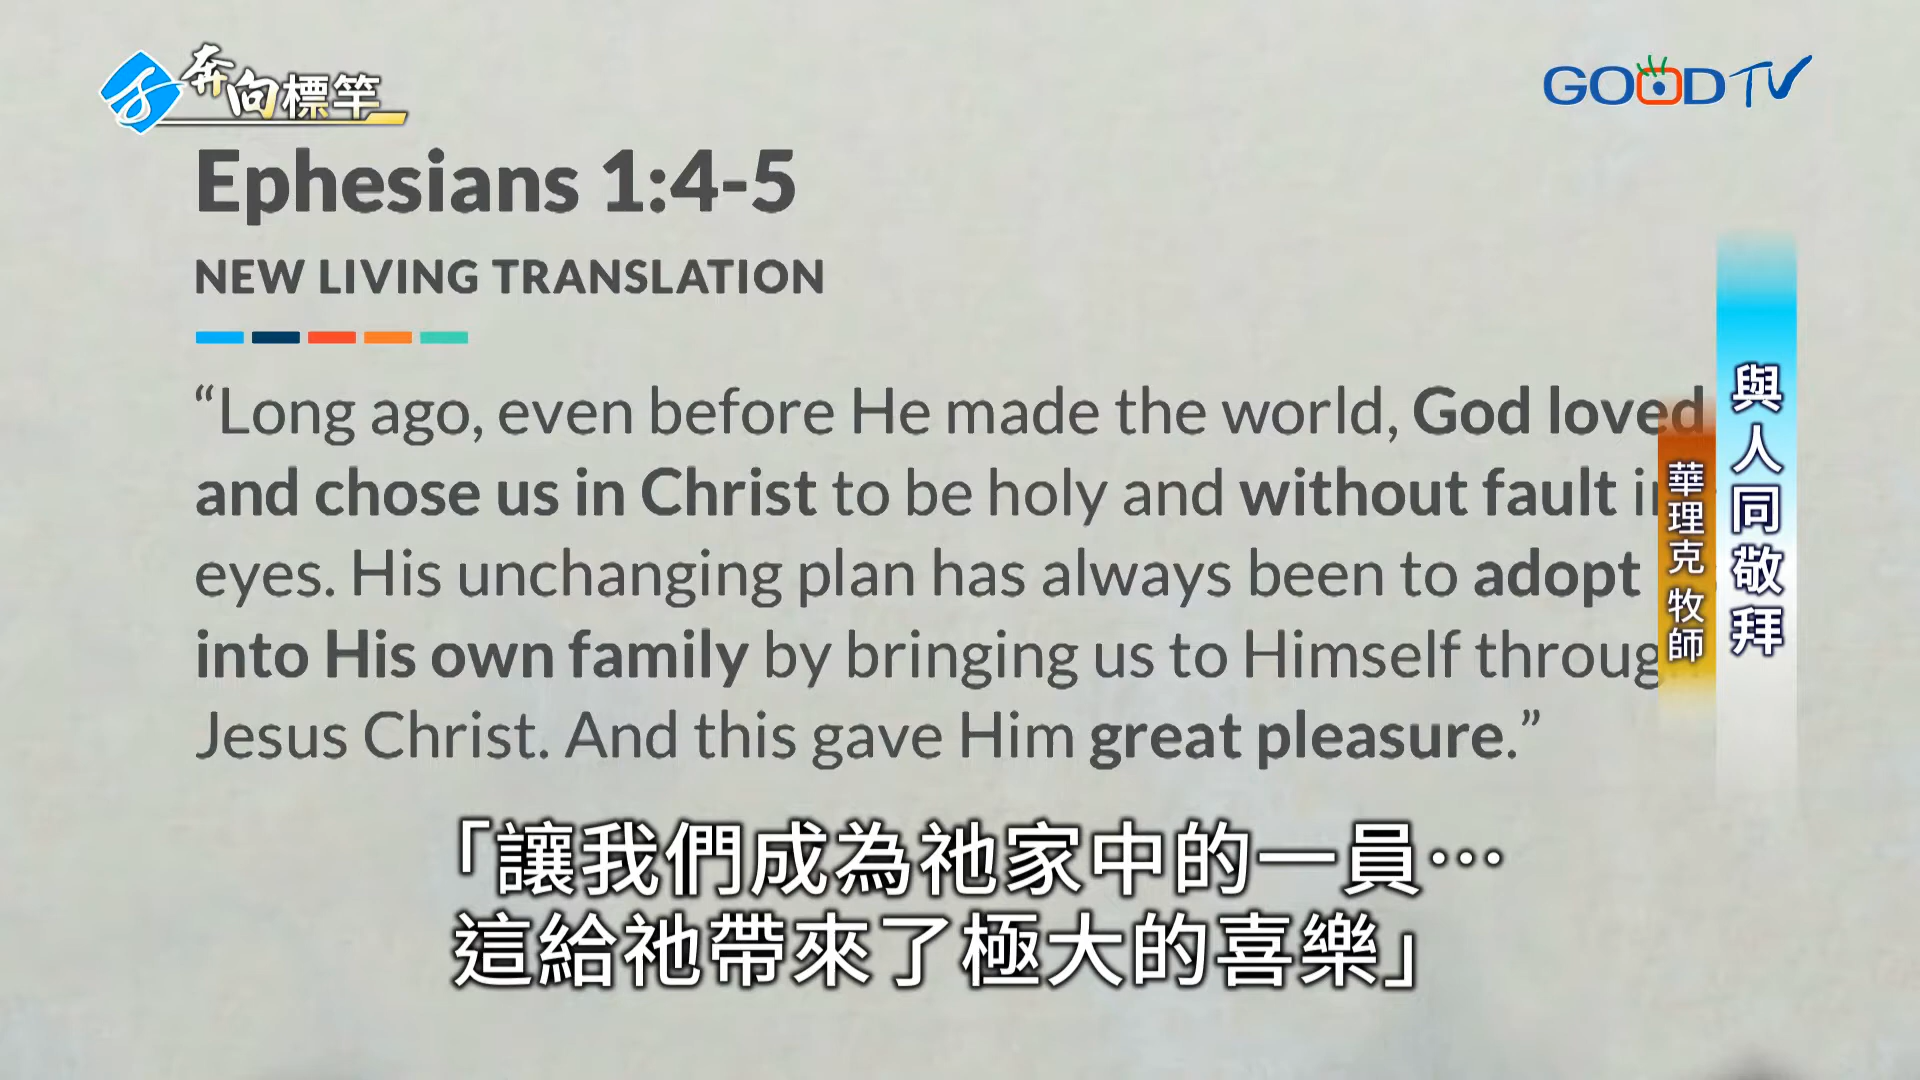 奔向標竿
GOOD TV
Ephesians 1:4-5
NEW LIVING TRANSLATION
“Long ago, even before He made the world, God loved
and chose us in Christ to be holy and without fault
eyes. His unchanging plan has always been to adopt
into His own family by bringing us to Himself
Jesus Christ. And this gave Him great pleasure.”
與人同敬拜
華理克 牧師
「讓我們成為祂家中的一員…
這給祂帶來了極大的喜樂」